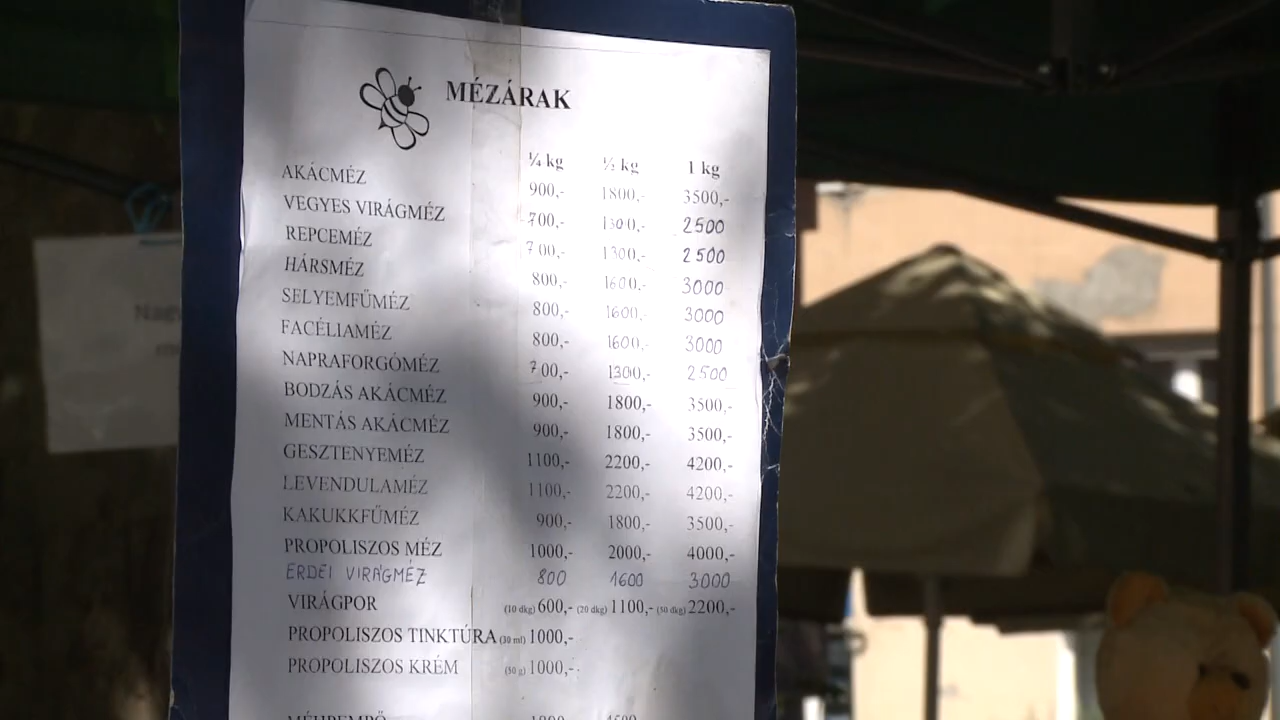 MÉZÁRAK
¼ kg ½ kg 1 kg
AKÁCMÉZ 900,- 1800,- 3500,-
VEGYES VIRÁGMÉZ 700,- 1300,- 2500
REPCEMÉZ 700,- 1300,- 2500
HÁRSMÉZ 800,- 1600,- 3000
SELYEMFŰMÉZ 800,- 1600,- 3000
FACÉLIAMÉZ 800,- 1600,- 3000
NAPRAFORGÓMÉZ 700,- 1300,- 2500
BODZÁS AKÁCMÉZ 900,- 1800,- 3500,-
MENTÁS AKÁCMÉZ 900,- 1800,- 3500,-
GESZTENYEMÉZ 1100,- 2200,- 4200,-
LEVENDULAMÉZ 1100,- 2200,- 4200,-
KAKUKKFŰMÉZ 900,- 1800,- 3500,-
PROPOLISZOS MÉZ 1000,- 2000,- 4000,-
ERDEI VIRÁGMÉZ 800 1600 3000
VIRÁGPOR (10 dkg) 600,- (20 dkg) 1100,- (50 dkg) 2200,-
PROPOLISZOS TINKTÚRA (30 ml) 1000,-
PROPOLISZOS KRÉM (50 g) 1000,-
MÉHPEMPŐ